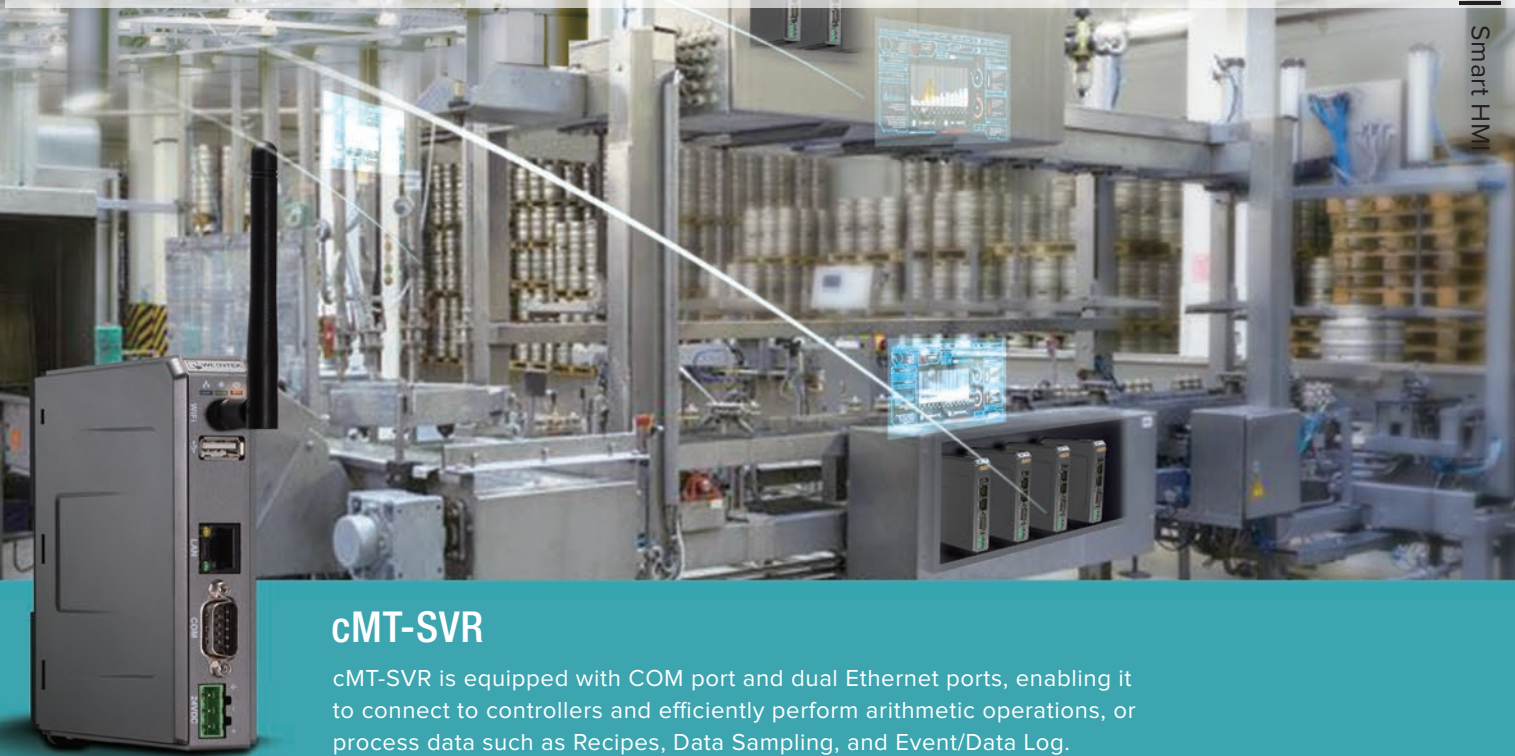 Smart HMI
WEINTEK
WiFi
LAN
COM
24VDC
cMT-SVR
cMT-SVR is equipped with COM port and dual Ethernet ports, enabling it
to connect to controllers and efficiently perform arithmetic operations, or
process data such as Recipes, Data Sampling, and Event/Data Log.